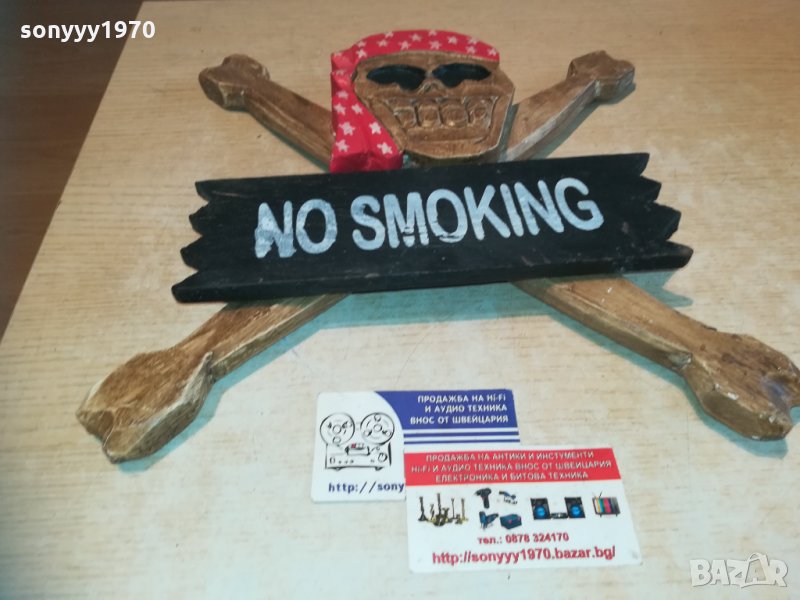 sonyyy1970
NO SMOKING
ПРОДАЖБА НА Hi-Fi
И АУДИО ТЕХНИКА
ВНОС ОТ ШВЕЙЦАРИЯ
http://sony
ПРОДАЖБА НА АНТИКИ И ИНСТУМЕНТИ
Hi-Fi И АУДИО ТЕХНИКА ВНОС ОТ ШВЕЙЦАРИЯ
ЕЛЕКТРОНИКА И БИТОВА ТЕХНИКА
тел.: 0878 324170
http://sonyyy1970.bazar.bg/
BAZAR